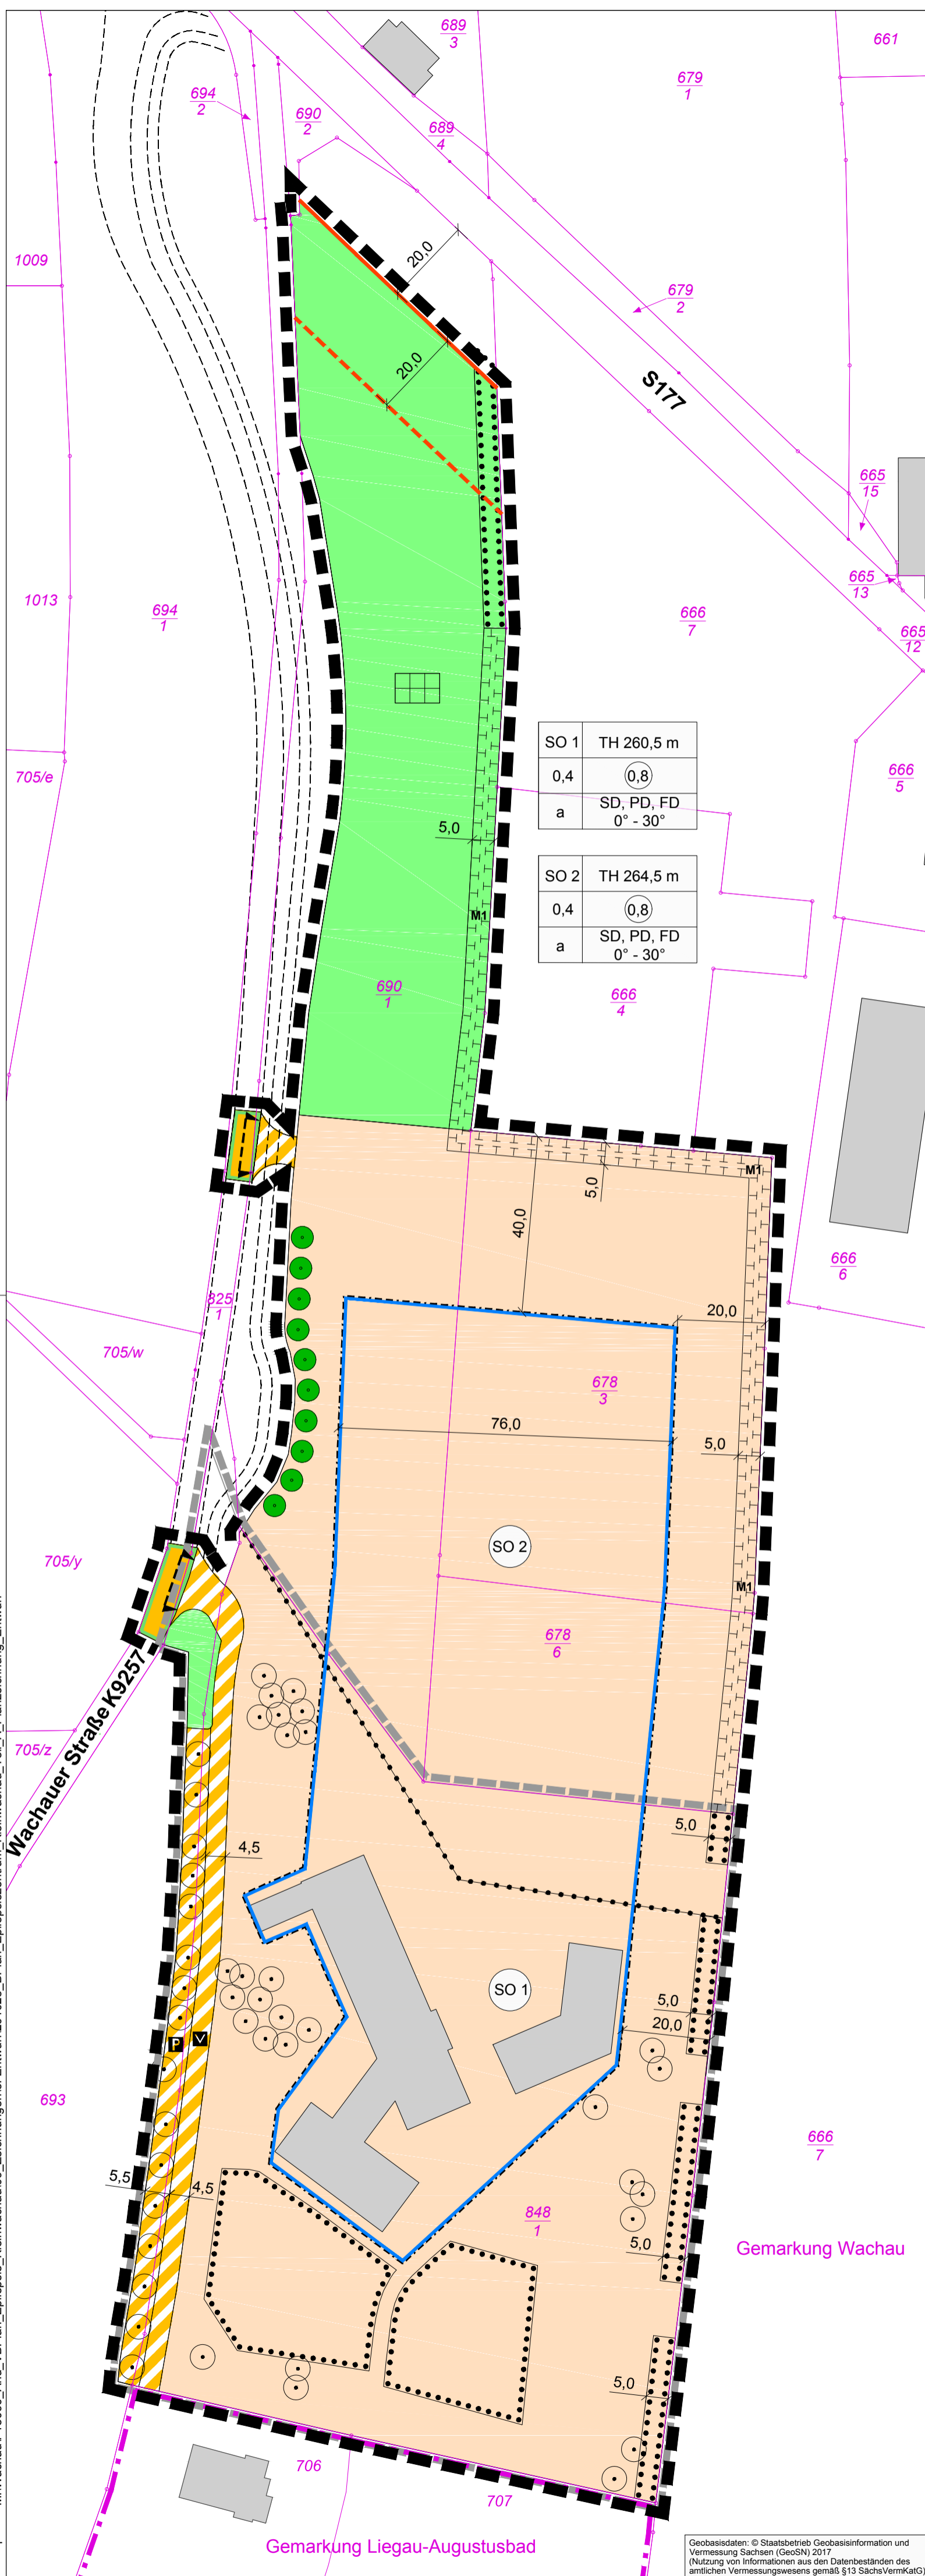 689
3
661
679
1
694
2
690
2
689
4
20,0
1009
679
2
20,0
S177
665
15
665
13
1013
694
1
666
7
665
12
SO 1 TH 260,5 m
0,4 0,8
a SD, PD, FD
0° - 30°
705/e
666
5
5,0
SO 2 TH 264,5 m
0,4 0,8
a SD, PD, FD
0° - 30°
M1
690
1
666
4
M1
5,0
40,0
666
6
825
1
20,0
705/w
678
3
76,0
5,0
SO 2
705/y
M1
678
6
Wachauer Straße K9257
705/z
5,0
4,5
SO 1
5,0
20,0
P V
693
666
7
5,5
4,5
848
1
5,0
Gemarkung Wachau
5,0
706
707
Gemarkung Liegau-Augustusbad
Geobasisdaten: © Staatsbetrieb Geobasisinformation und
Vermessung Sachsen (GeoSN) 2017
(Nutzung von Informationen aus den Datenbeständen des
amtlichen Vermessungswesens gemäß §13 SächsVermKatG)